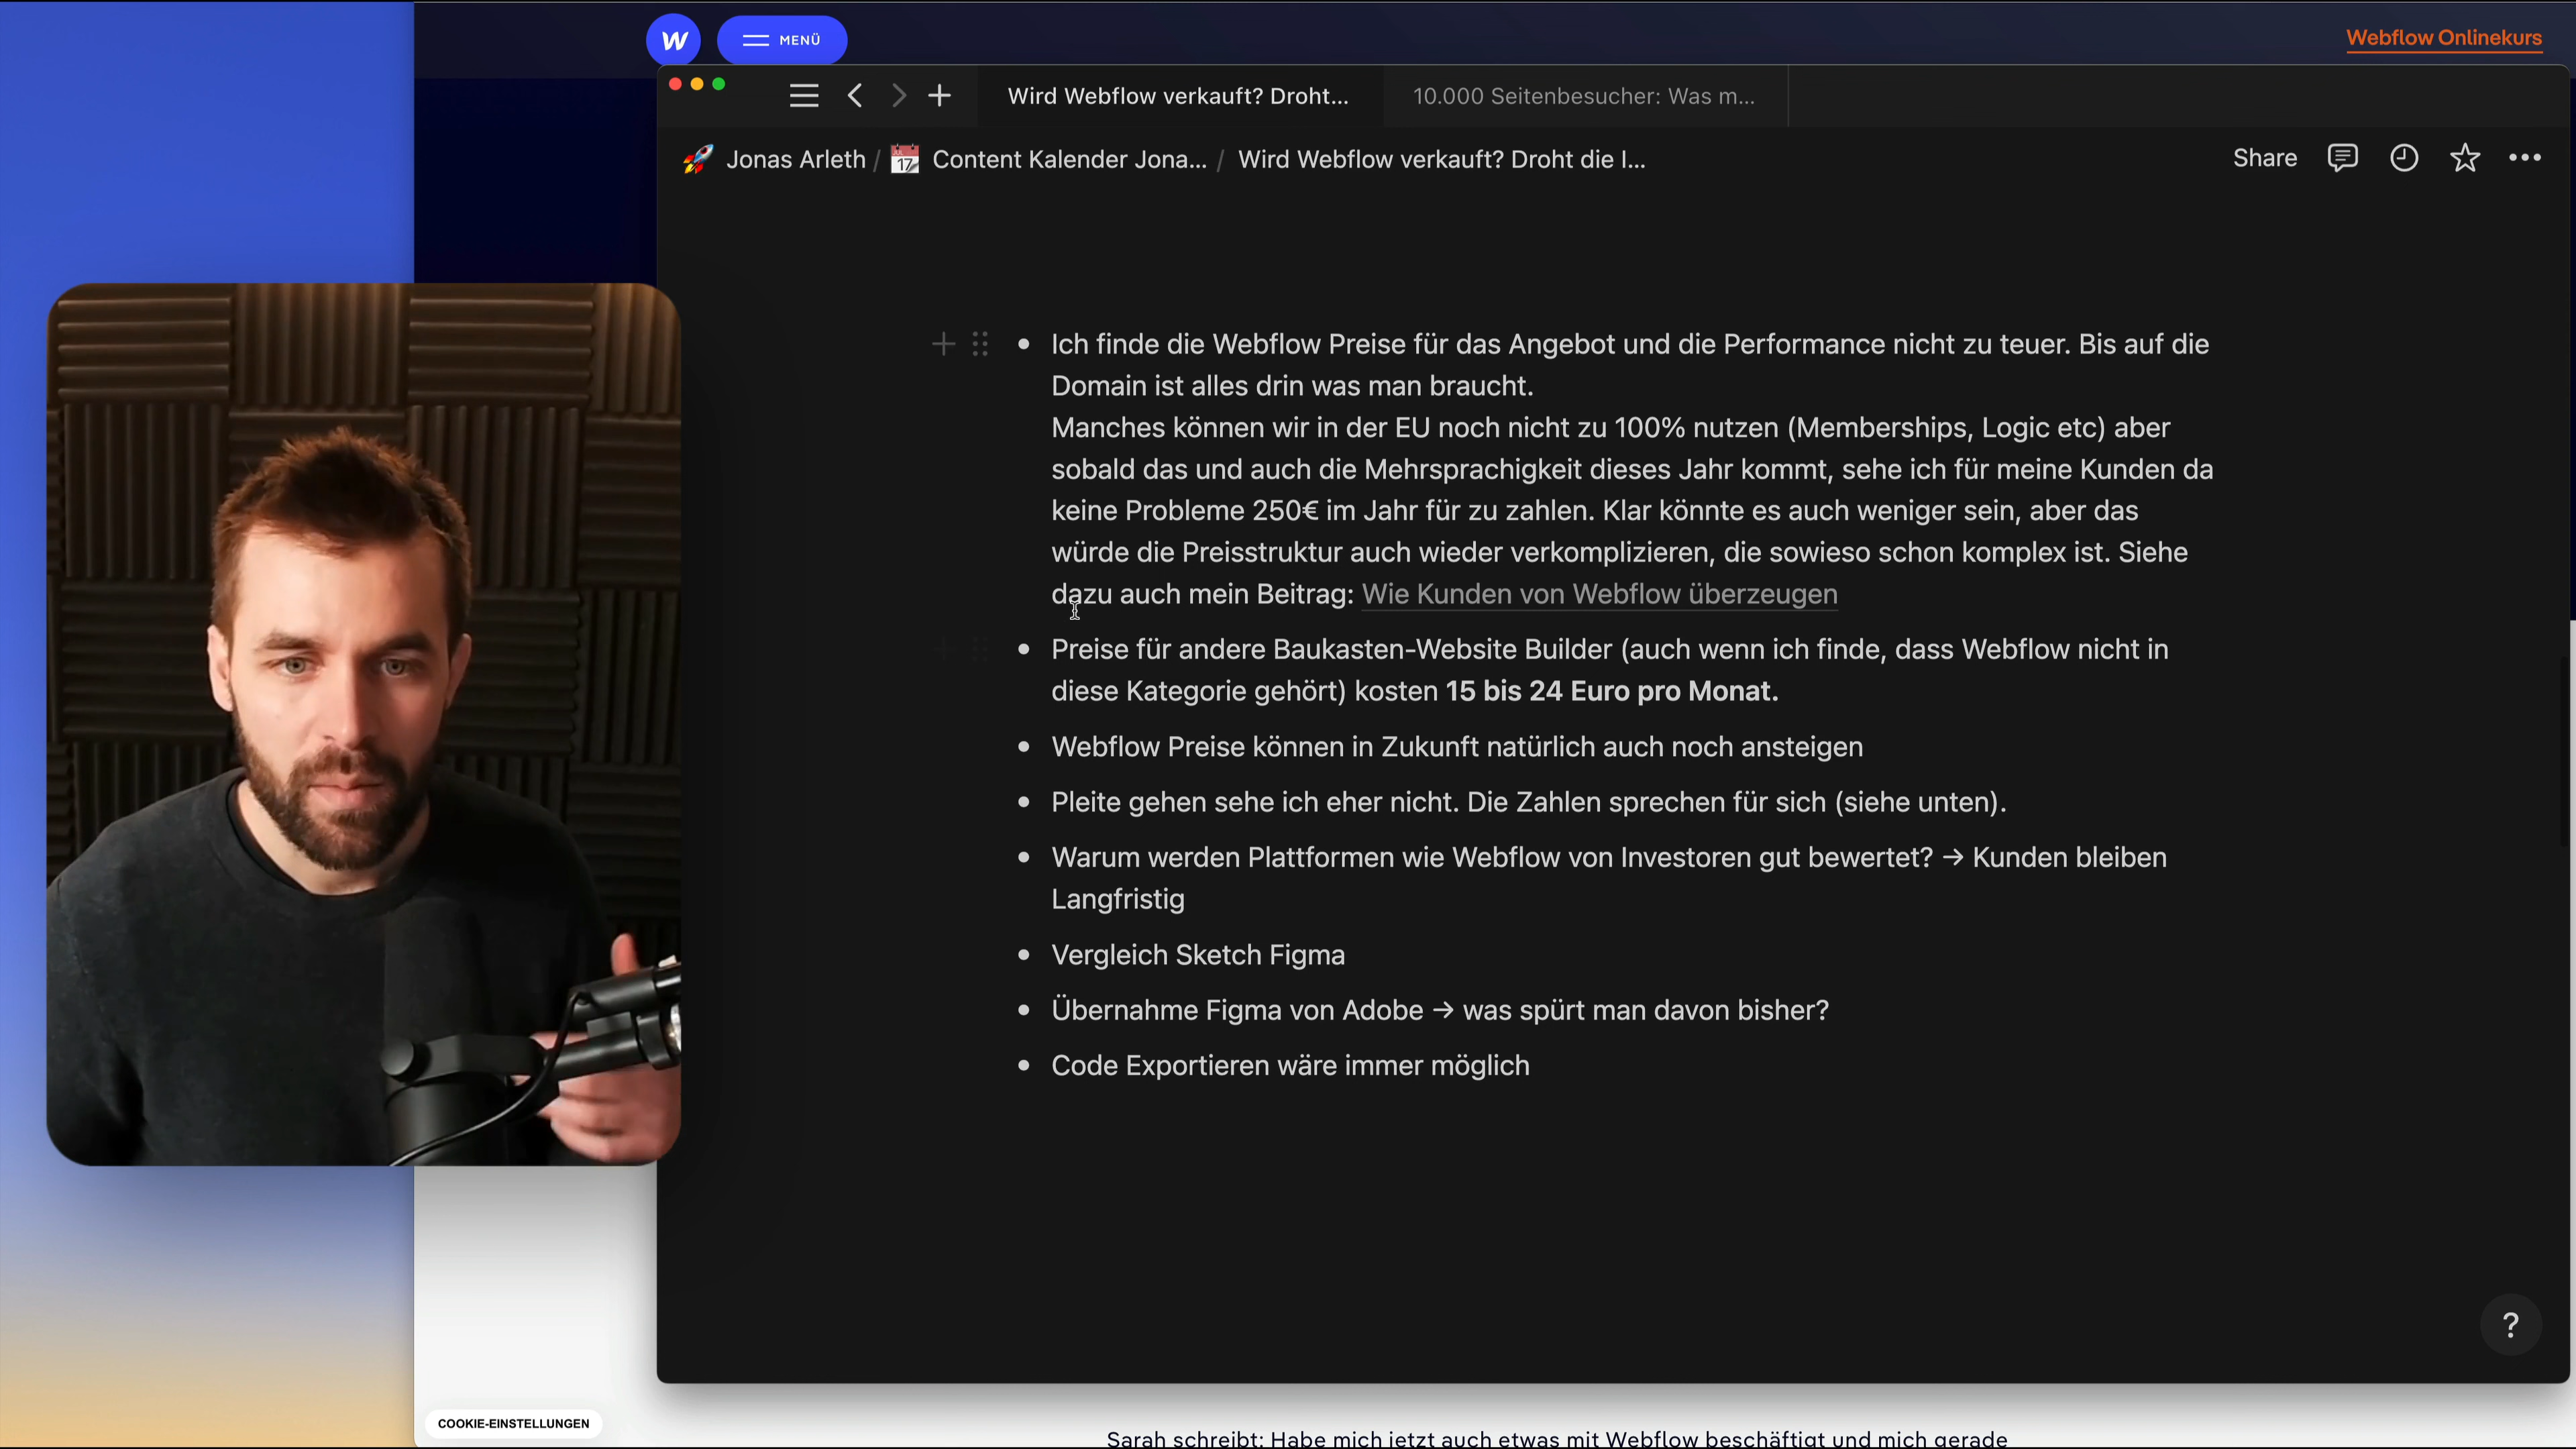 W
MENÜ
Webflow Onlinekurs
Wird Webflow verkauft? Droht...
10.000 Seitenbesucher: Was m...
Jonas Arleth / JUL 17 Content Kalender Jona... / Wird Webflow verkauft? Droht die I...
Share
Ich finde die Webflow Preise für das Angebot und die Performance nicht zu teuer. Bis auf die
Domain ist alles drin was man braucht.
Manches können wir in der EU noch nicht zu 100% nutzen (Memberships, Logic etc) aber
sobald das und auch die Mehrsprachigkeit dieses Jahr kommt, sehe ich für meine Kunden da
keine Probleme 250€ im Jahr für zu zahlen. Klar könnte es auch weniger sein, aber das
würde die Preisstruktur auch wieder verkomplizieren, die sowieso schon komplex ist. Siehe
dazu auch mein Beitrag: Wie Kunden von Webflow überzeugen
Preise für andere Baukasten-Website Builder (auch wenn ich finde, dass Webflow nicht in
diese Kategorie gehört) kosten 15 bis 24 Euro pro Monat.
Webflow Preise können in Zukunft natürlich auch noch ansteigen
Pleite gehen sehe ich eher nicht. Die Zahlen sprechen für sich (siehe unten).
Warum werden Plattformen wie Webflow von Investoren gut bewertet? → Kunden bleiben
Langfristig
Vergleich Sketch Figma
Übernahme Figma von Adobe → was spürt man davon bisher?
Code Exportieren wäre immer möglich
?
COOKIE-EINSTELLUNGEN
Sarah schreibt: Habe mich jetzt auch etwas mit Webflow beschäftigt und mich gerade